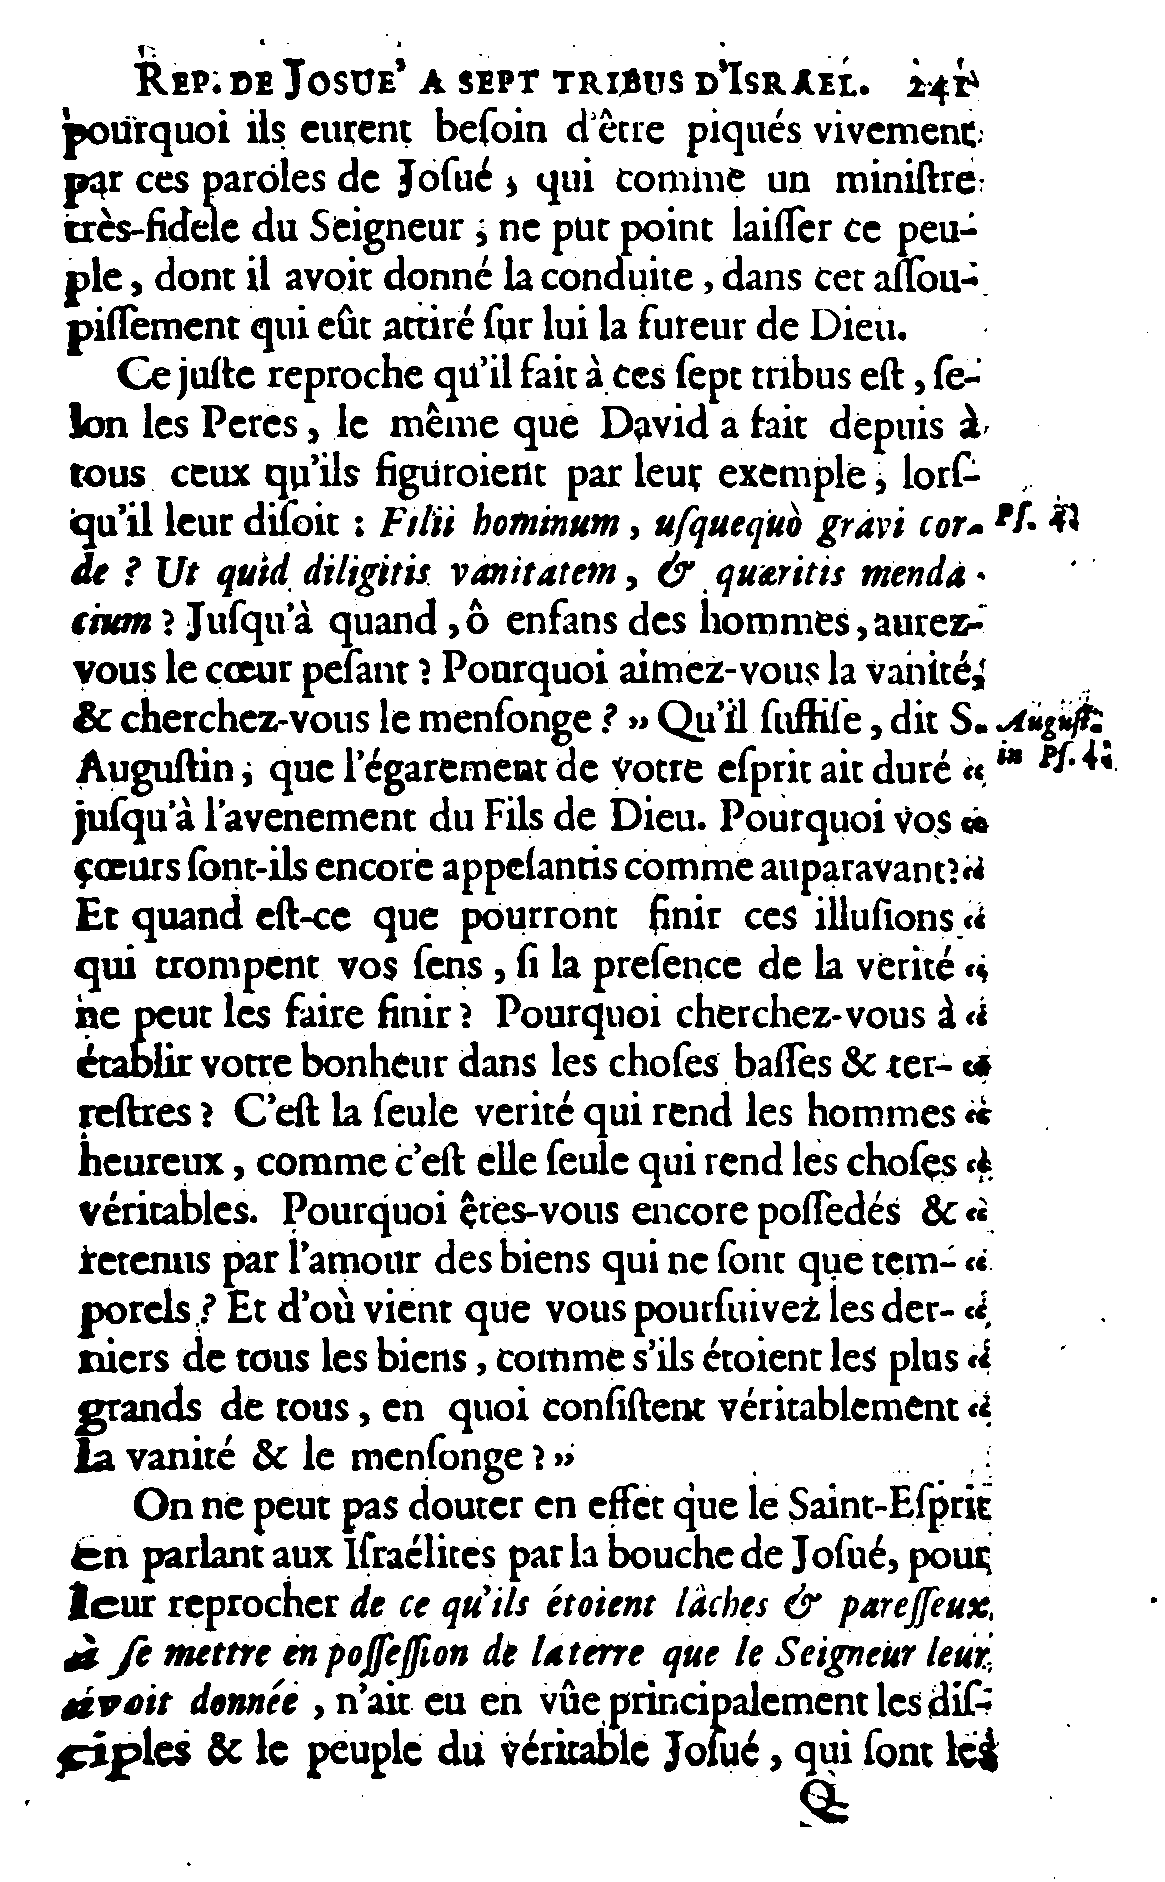 REP. DE JOSUE' A SEPT TRIBUS D'ISRAEL. 241
pourquoi ils eurent beſoin d'être piqués vivement
par ces paroles de Joſué, qui comme un miniſtre
très-fidele du Seigneur, ne put point laiſſer ce peu-
ple, dont il avoit donné la conduite, dans cet aſſou-
piſſement qui eût attiré ſur lui la fureur de Dieu.
Ce juſte reproche qu'il fait à ces ſept tribus eſt, ſe-
lon les Peres, le même que David a fait depuis à
tous ceux qu'ils figuroient par leur exemple, lorſ-
qu'il leur diſoit : Filii hominum, uſquequò gravi cor- Pſ. 4.
de ? Ut quid diligitis vanitatem, & quæritis menda-
cium ? Juſqu'à quand, ô enfans des hommes, aurez-
vous le cœur peſant ? Pourquoi aimez-vous la vanité,
& cherchez-vous le menſonge ? » Qu'il ſuffiſe, dit S. Auguſt.
Auguſtin, que l'égarement de votre eſprit ait duré « in Pſ. 4.
juſqu'à l'avenement du Fils de Dieu. Pourquoi vos «
cœurs ſont-ils encore appeſantis comme auparavant? «
Et quand eſt-ce que pourront finir ces illuſions «
qui trompent vos ſens, ſi la preſence de la verité «
ne peut les faire finir ? Pourquoi cherchez-vous à «
établir votre bonheur dans les choſes baſſes & ter- «
reſtres ? C'eſt la ſeule verité qui rend les hommes «
heureux, comme c'eſt elle ſeule qui rend les choſes «
véritables. Pourquoi êtes-vous encore poſſedés & «
retenus par l'amour des biens qui ne ſont que tem- «
porels ? Et d'où vient que vous pourſuivez les der- «
niers de tous les biens, comme s'ils étoient les plus «
grands de tous, en quoi conſiſtent véritablement «
la vanité & le menſonge ? »
On ne peut pas douter en effet que le Saint-Eſprit
en parlant aux Iſraélites par la bouche de Joſué, pour
leur reprocher de ce qu'ils étoient lâches & pareſſeux
à ſe mettre en poſſeſſion de la terre que le Seigneur leur
avoit donnée, n'ait eu en vûe principalement les diſ-
ciples & le peuple du véritable Joſué, qui ſont les
Q